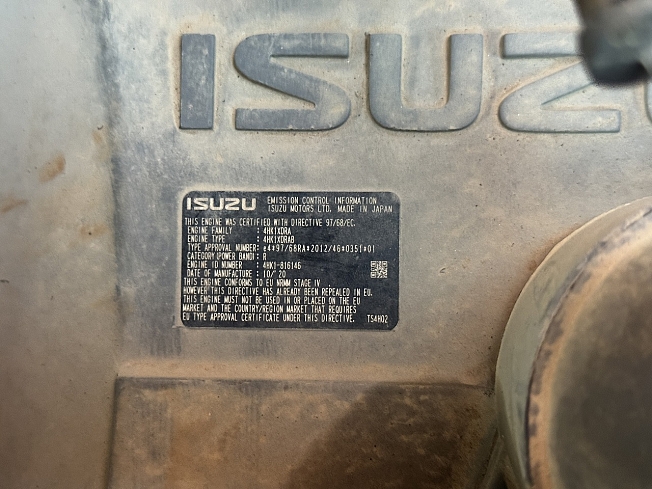 ISUZU
ISUZU EMISSION CONTROL INFORMATION
ISUZU MOTORS LTD. MADE IN JAPAN
THIS ENGINE WAS CERTIFIED WITH DIRECTIVE 97/68/EC.
ENGINE FAMILY : 4HK1XDRA
ENGINE TYPE : 4HK1XDRAB
TYPE APPROVAL NUMBER: e4*97/68RA*2012/46*0351*01
CATEGORY(POWER BAND): R
ENGINE ID NUMBER : 4HK1-816146
DATE OF MANUFACTURE : 10/'20
THIS ENGINE CONFORMS TO EU NRMM STAGE IV
HOWEVER THIS DIRECTIVE HAS ALREADY BEEN REPEALED IN EU.
THIS ENGINE MUST NOT BE USED IN OR PLACED ON THE EU
MARKET AND THE COUNTRY/REGION MARKET THAT REQUIRES
EU TYPE APPROVAL CERTIFICATE UNDER THIS DIRECTIVE. TS4H02